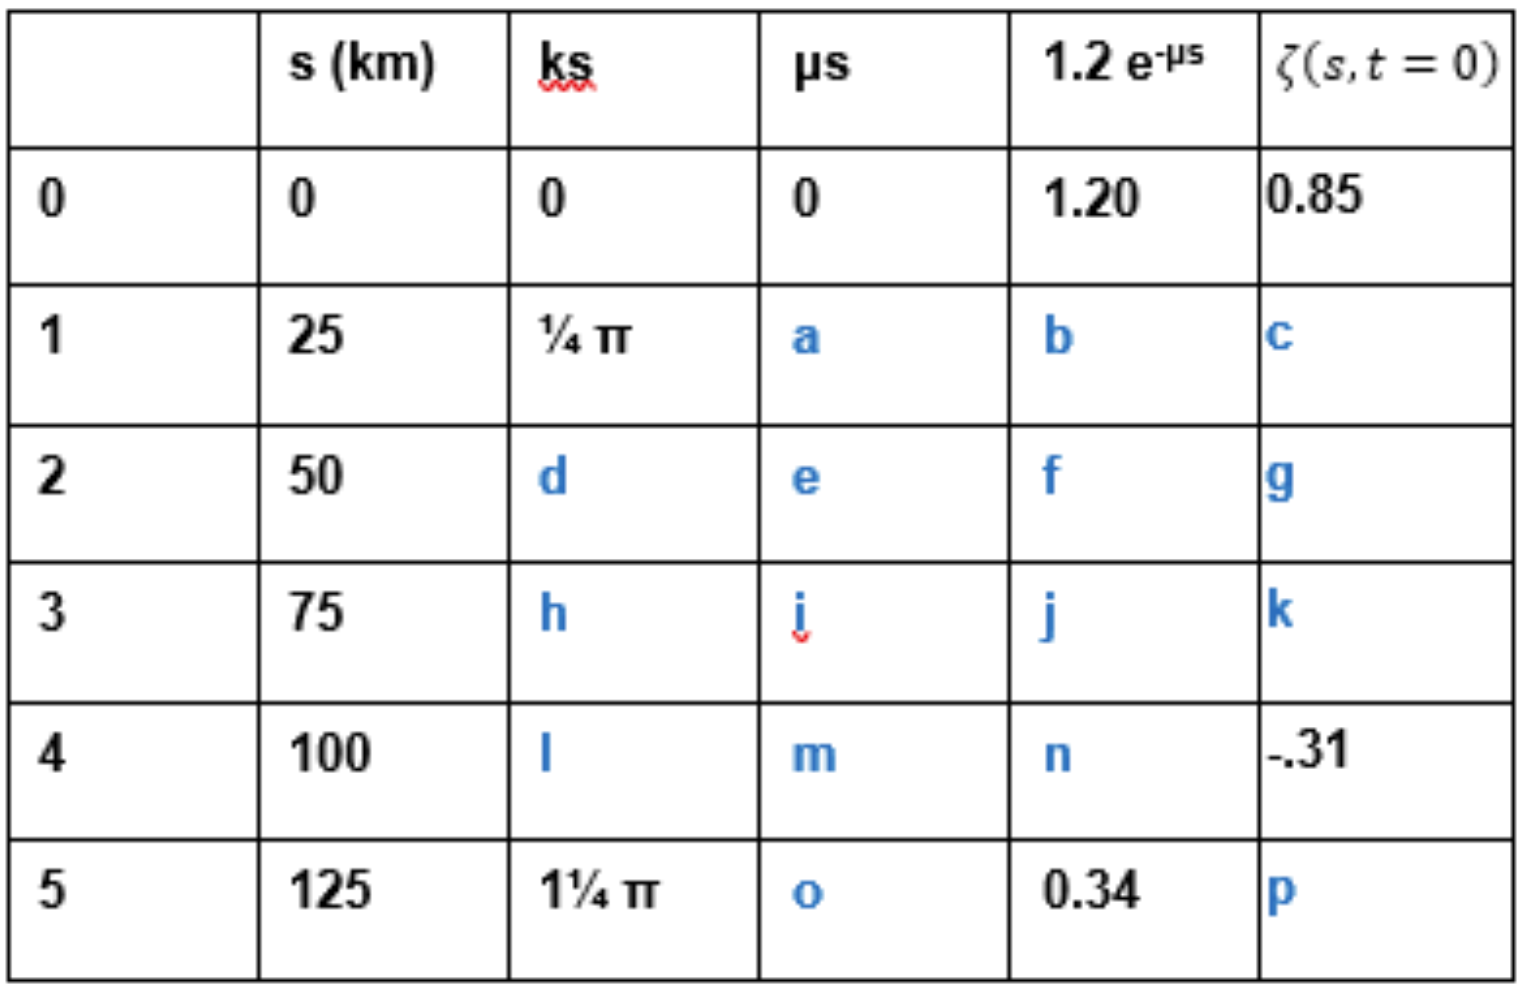 s (km) ks µs 1.2 e-µs ζ(s, t = 0)
0 0 0 0 1.20 0.85
1 25 ¼ π a b c
2 50 d e f g
3 75 h i j k
4 100 l m n -.31
5 125 1¼ π o 0.34 p